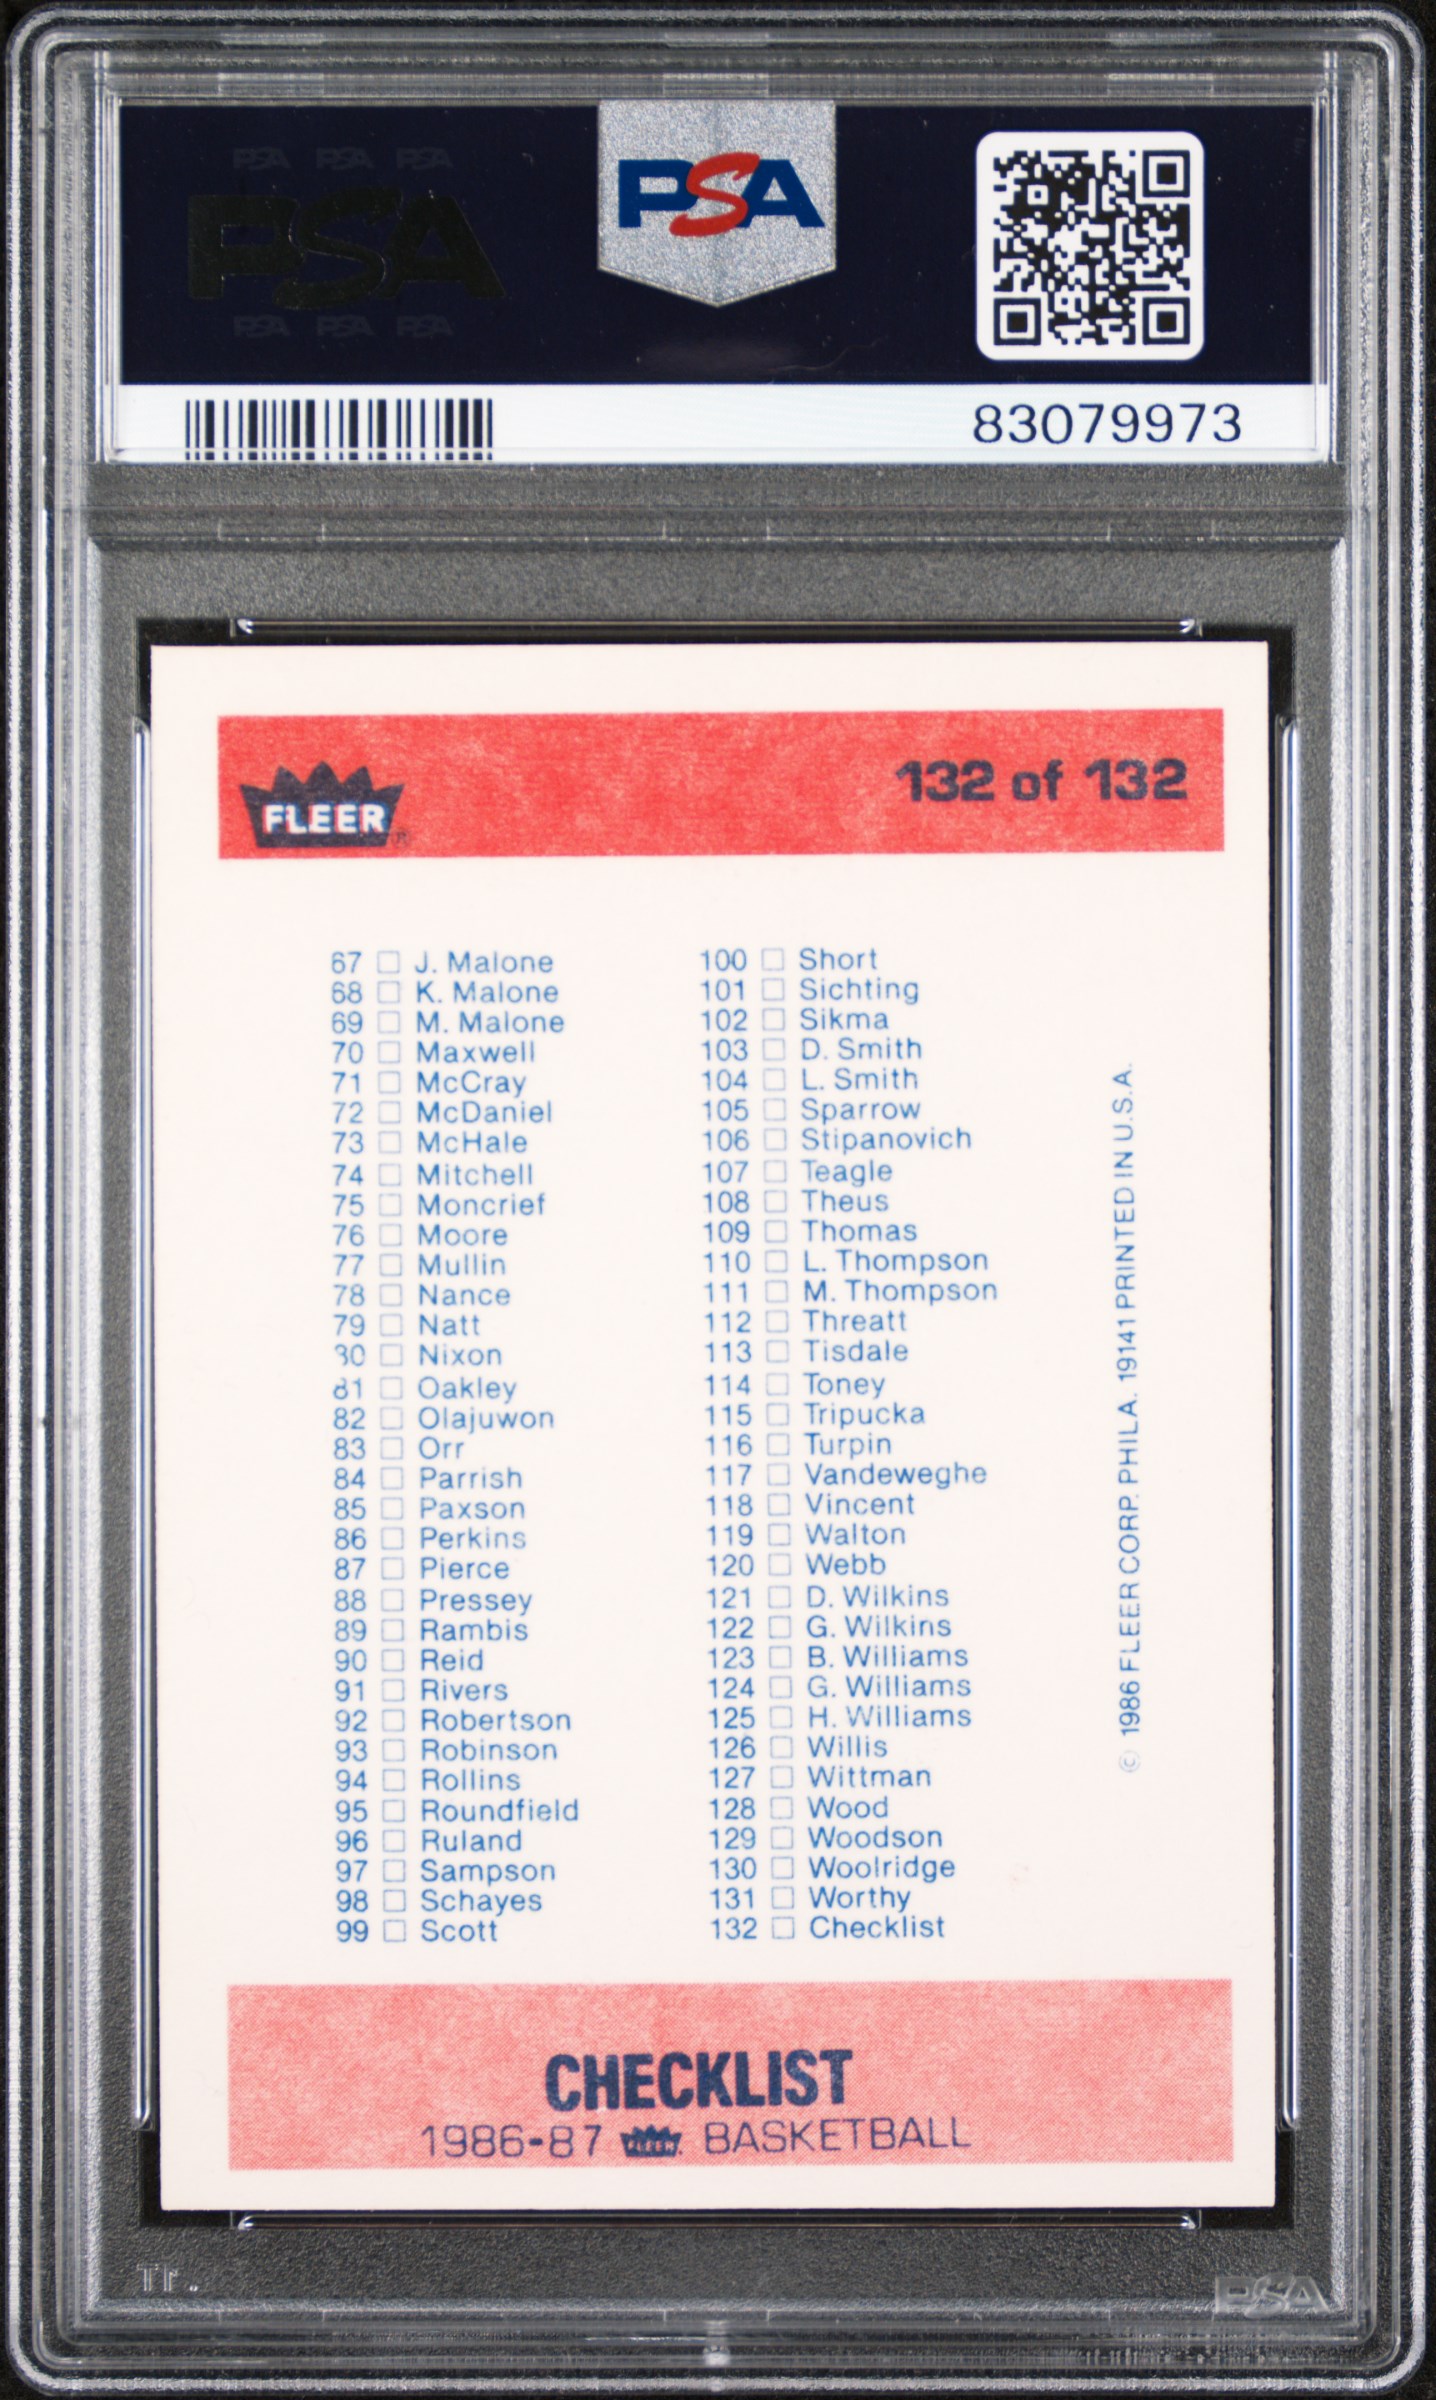 PSA PSA PSA
PSA
PSA PSA PSA
PSA
83079973
FLEER
132 of 132
67 J. Malone
68 K. Malone
69 M. Malone
70 Maxwell
71 McCray
72 McDaniel
73 McHale
74 Mitchell
75 Moncrief
76 Moore
77 Mullin
78 Nance
79 Natt
80 Nixon
81 Oakley
82 Olajuwon
83 Orr
84 Parrish
85 Paxson
86 Perkins
87 Pierce
88 Pressey
89 Rambis
90 Reid
91 Rivers
92 Robertson
93 Robinson
94 Rollins
95 Roundfield
96 Ruland
97 Sampson
98 Schayes
99 Scott
100 Short
101 Sichting
102 Sikma
103 D. Smith
104 L. Smith
105 Sparrow
106 Stipanovich
107 Teagle
108 Theus
109 Thomas
110 L. Thompson
111 M. Thompson
112 Threatt
113 Tisdale
114 Toney
115 Tripucka
116 Turpin
117 Vandeweghe
118 Vincent
119 Walton
120 Webb
121 D. Wilkins
122 G. Wilkins
123 B. Williams
124 G. Williams
125 H. Williams
126 Willis
127 Wittman
128 Wood
129 Woodson
130 Woolridge
131 Worthy
132 Checklist
© 1986 FLEER CORP. PHILA. 19141 PRINTED IN U.S.A.
CHECKLIST
1986-87 FLEER BASKETBALL
PSA